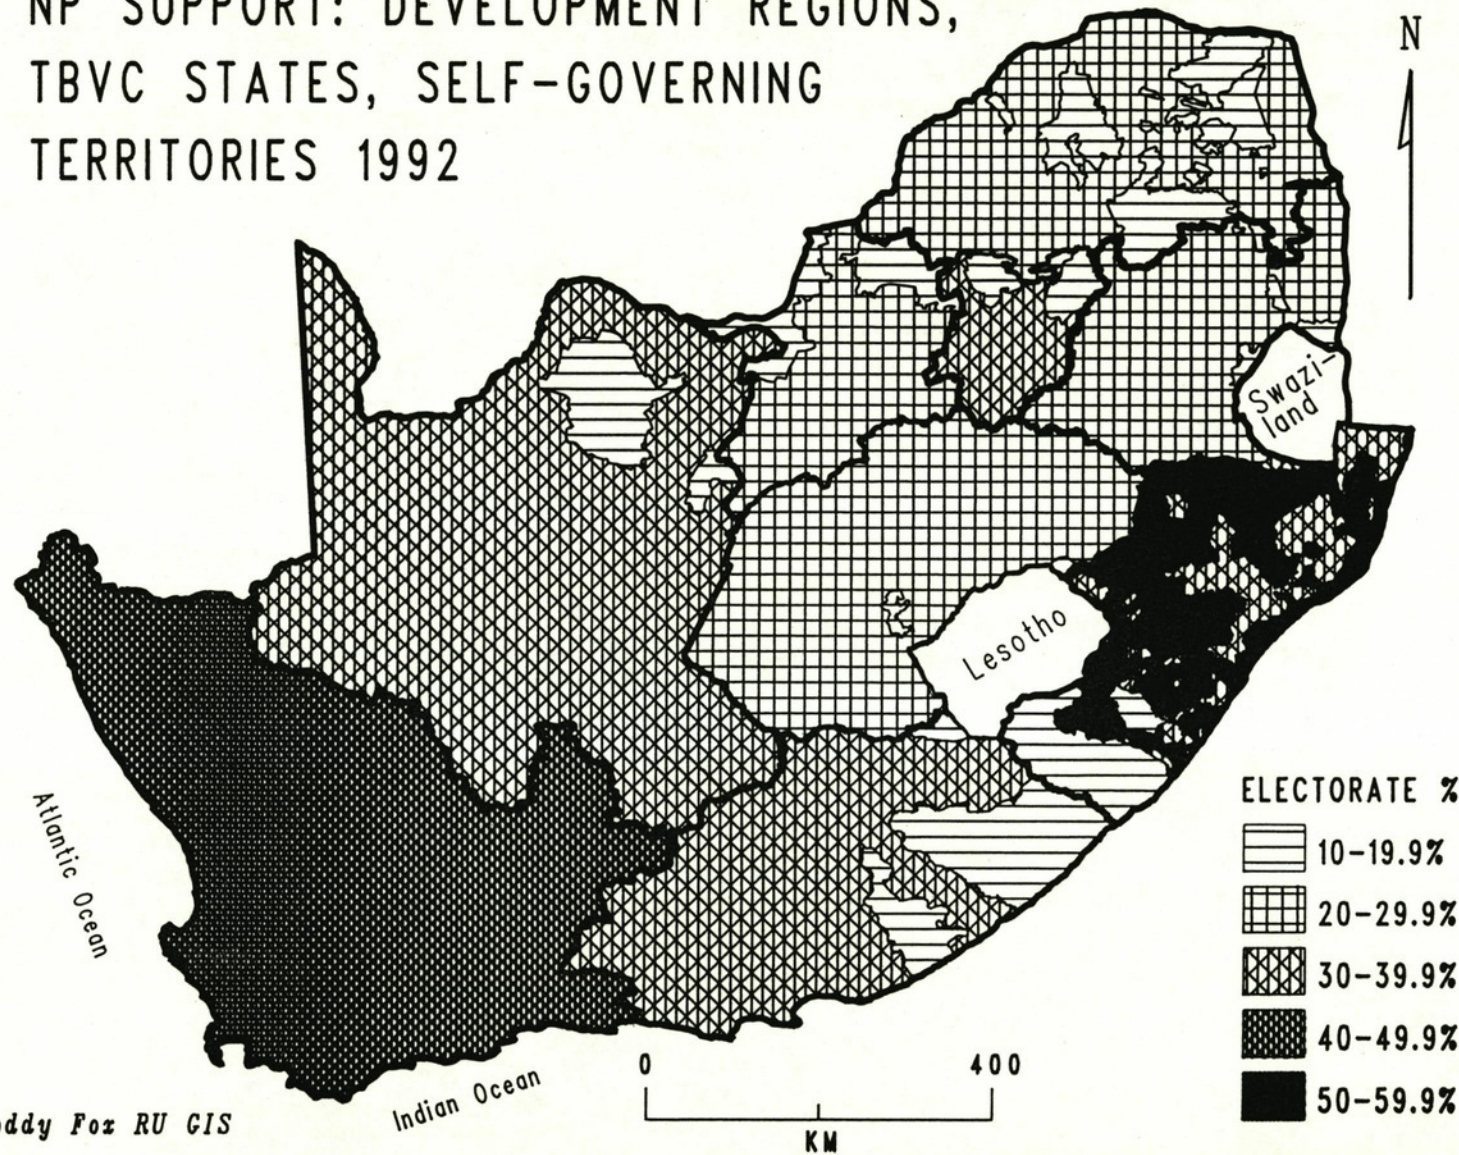 NP SUPPORT: DEVELOPMENT REGIONS,
TBVC STATES, SELF-GOVERNING
TERRITORIES 1992
N
Swazi-
land
Lesotho
Atlantic Ocean
Indian Ocean
ELECTORATE %
10-19.9%
20-29.9%
30-39.9%
40-49.9%
50-59.9%
0 400
KM
Fox RU GIS